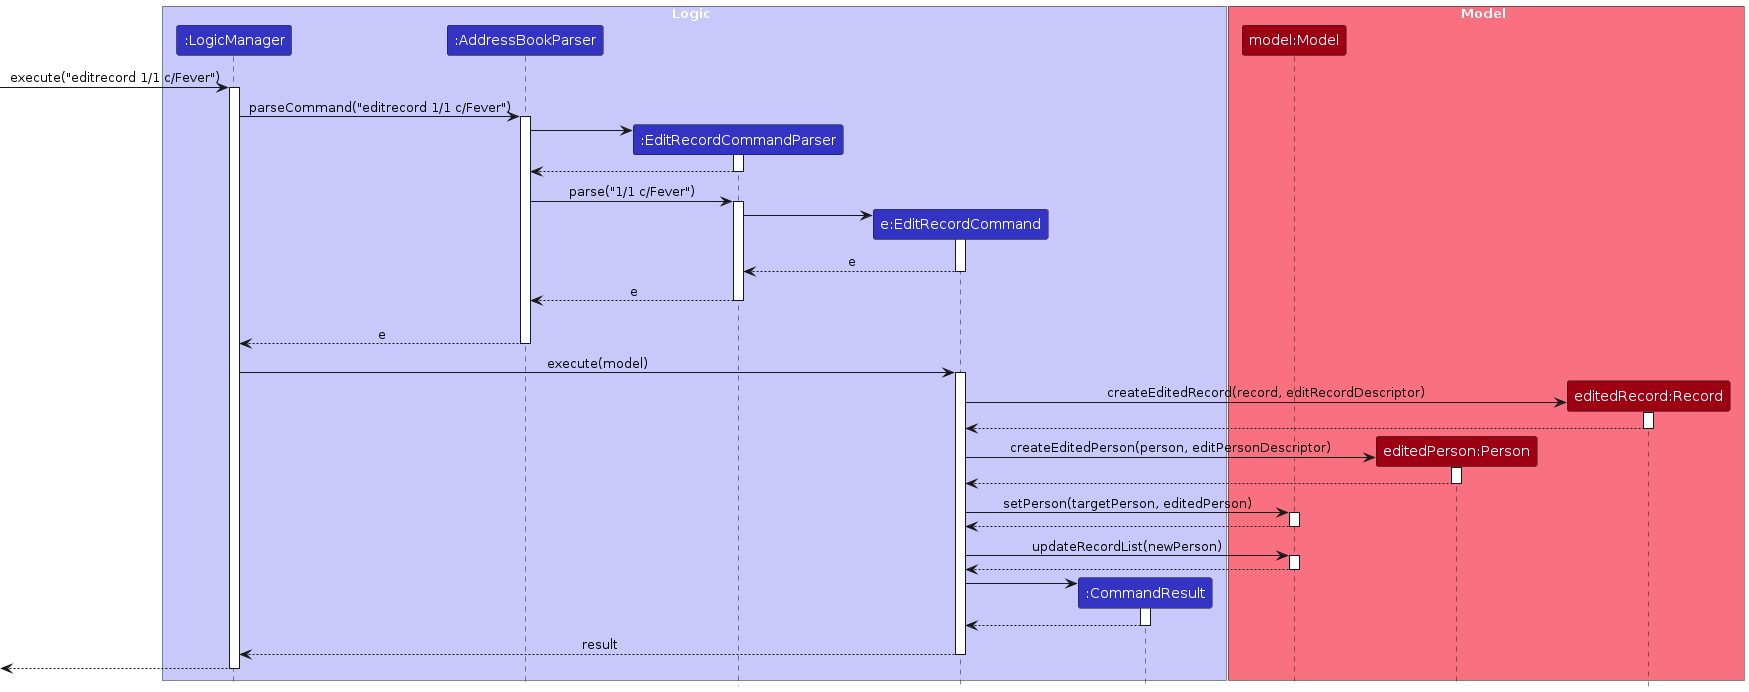 Logic
Model
:LogicManager
:AddressBookParser
model:Model
execute("editrecord 1/1 c/Fever")
parseCommand("editrecord 1/1 c/Fever")
:EditRecordCommandParser
parse("1/1 c/Fever")
e:EditRecordCommand
e
e
e
execute(model)
createEditedRecord(record, editRecordDescriptor)
editedRecord:Record
createEditedPerson(person, editPersonDescriptor)
editedPerson:Person
setPerson(targetPerson, editedPerson)
updateRecordList(newPerson)
:CommandResult
result